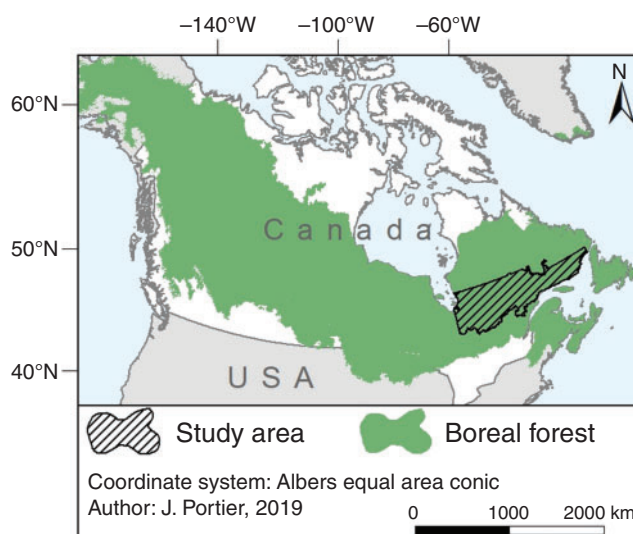 −140°W −100°W −60°W
N
60°N
Canada
50°N
40°N
USA
Study area Boreal forest
Coordinate system: Albers equal area conic
Author: J. Portier, 2019
0 1000 2000 km